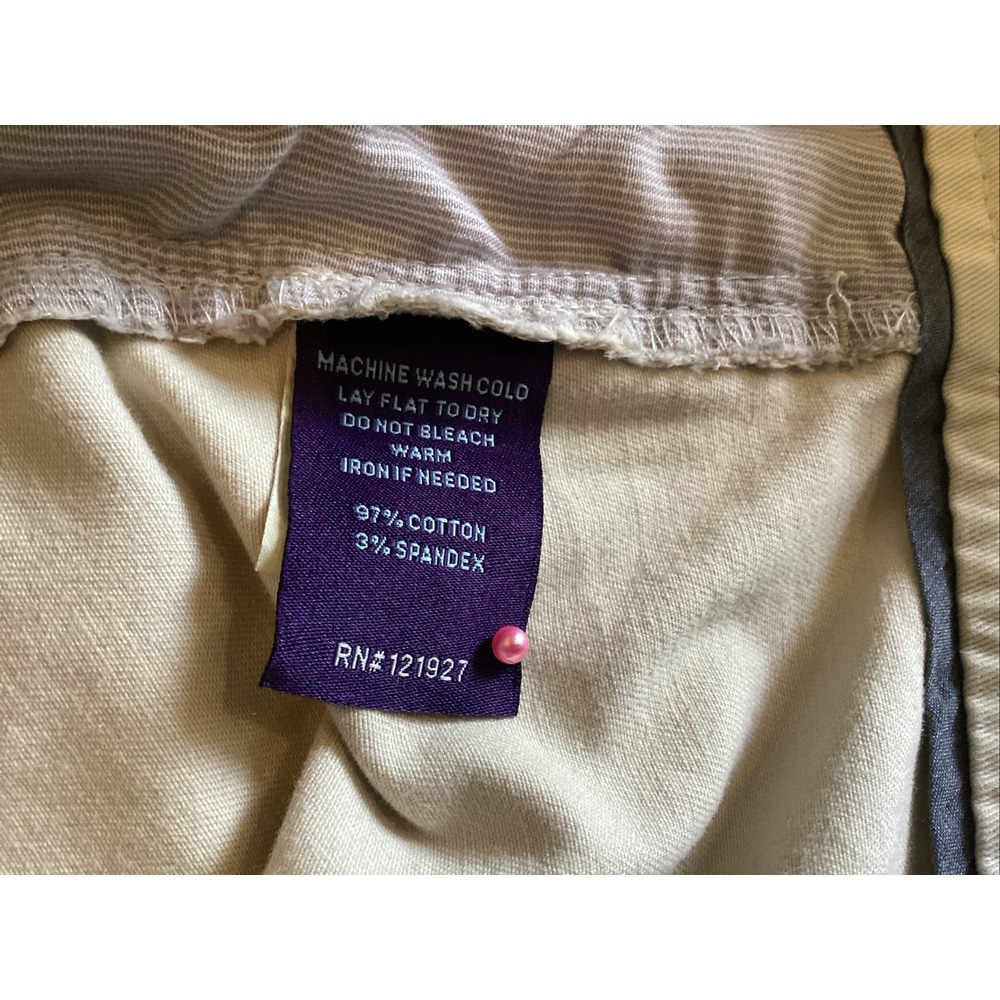 MACHINE WASH COLD
LAY FLAT TO DRY
DO NOT BLEACH
WARM
IRON IF NEEDED
97% COTTON
3% SPANDEX
RN#121927